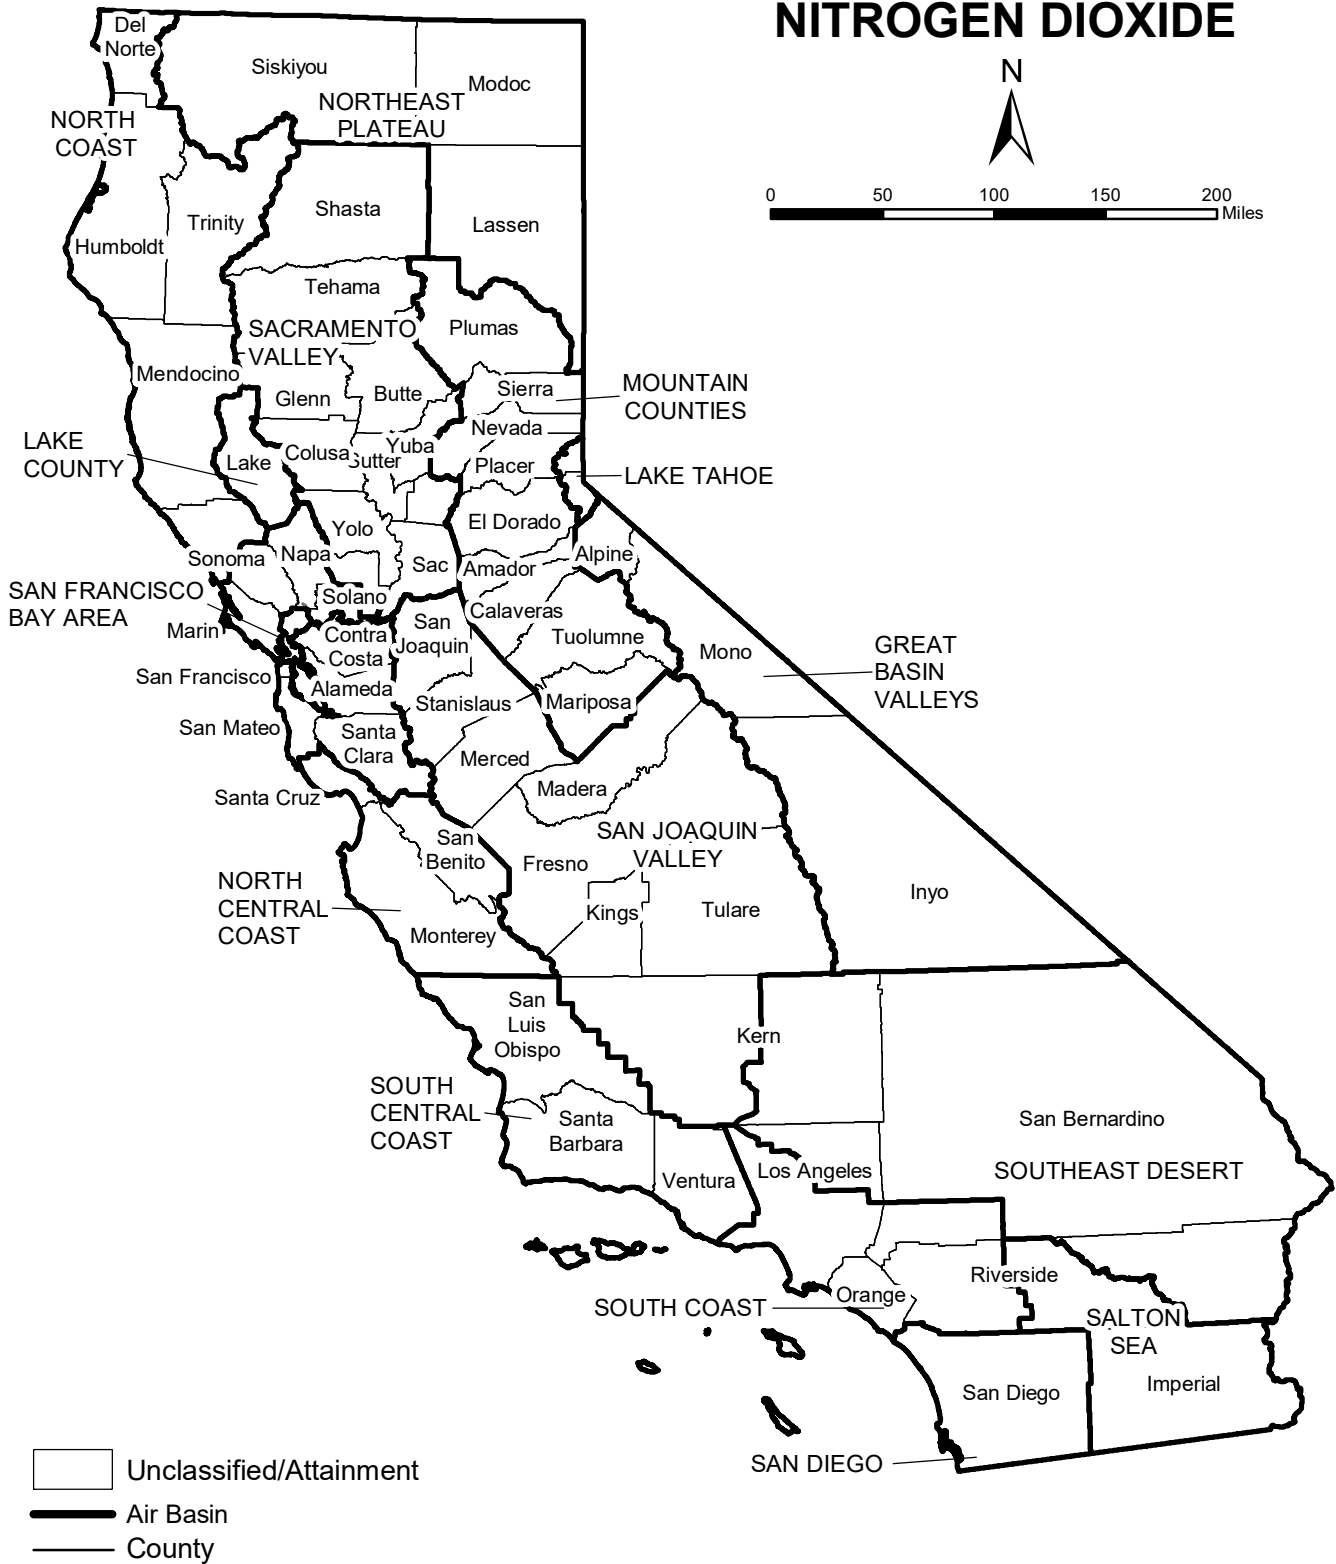 NITROGEN DIOXIDE
N
0 50 100 150 200
Miles
Del
Norte
Siskiyou
Modoc
NORTHEAST
PLATEAU
NORTH
COAST
Shasta
Trinity
Lassen
Humboldt
Tehama
SACRAMENTO
VALLEY
Plumas
Mendocino
Glenn
Butte
Sierra
MOUNTAIN
COUNTIES
Nevada
LAKE
COUNTY
Lake
Colusa
Sutter
Yuba
Placer
LAKE TAHOE
El Dorado
Yolo
Sonoma
Napa
Sac
Amador
Alpine
SAN FRANCISCO
BAY AREA
Solano
Calaveras
Marin
Contra
Costa
San
Joaquin
Tuolumne
Mono
GREAT
BASIN
VALLEYS
San Francisco
Alameda
Stanislaus
Mariposa
San Mateo
Santa
Clara
Merced
Madera
Santa Cruz
San
Benito
SAN JOAQUIN
VALLEY
Fresno
NORTH
CENTRAL
COAST
Kings
Tulare
Inyo
Monterey
San
Luis
Obispo
Kern
SOUTH
CENTRAL
COAST
Santa
Barbara
San Bernardino
Ventura
Los Angeles
SOUTHEAST DESERT
Riverside
Orange
SOUTH COAST
SALTON
SEA
San Diego
Imperial
SAN DIEGO
Unclassified/Attainment
Air Basin
County